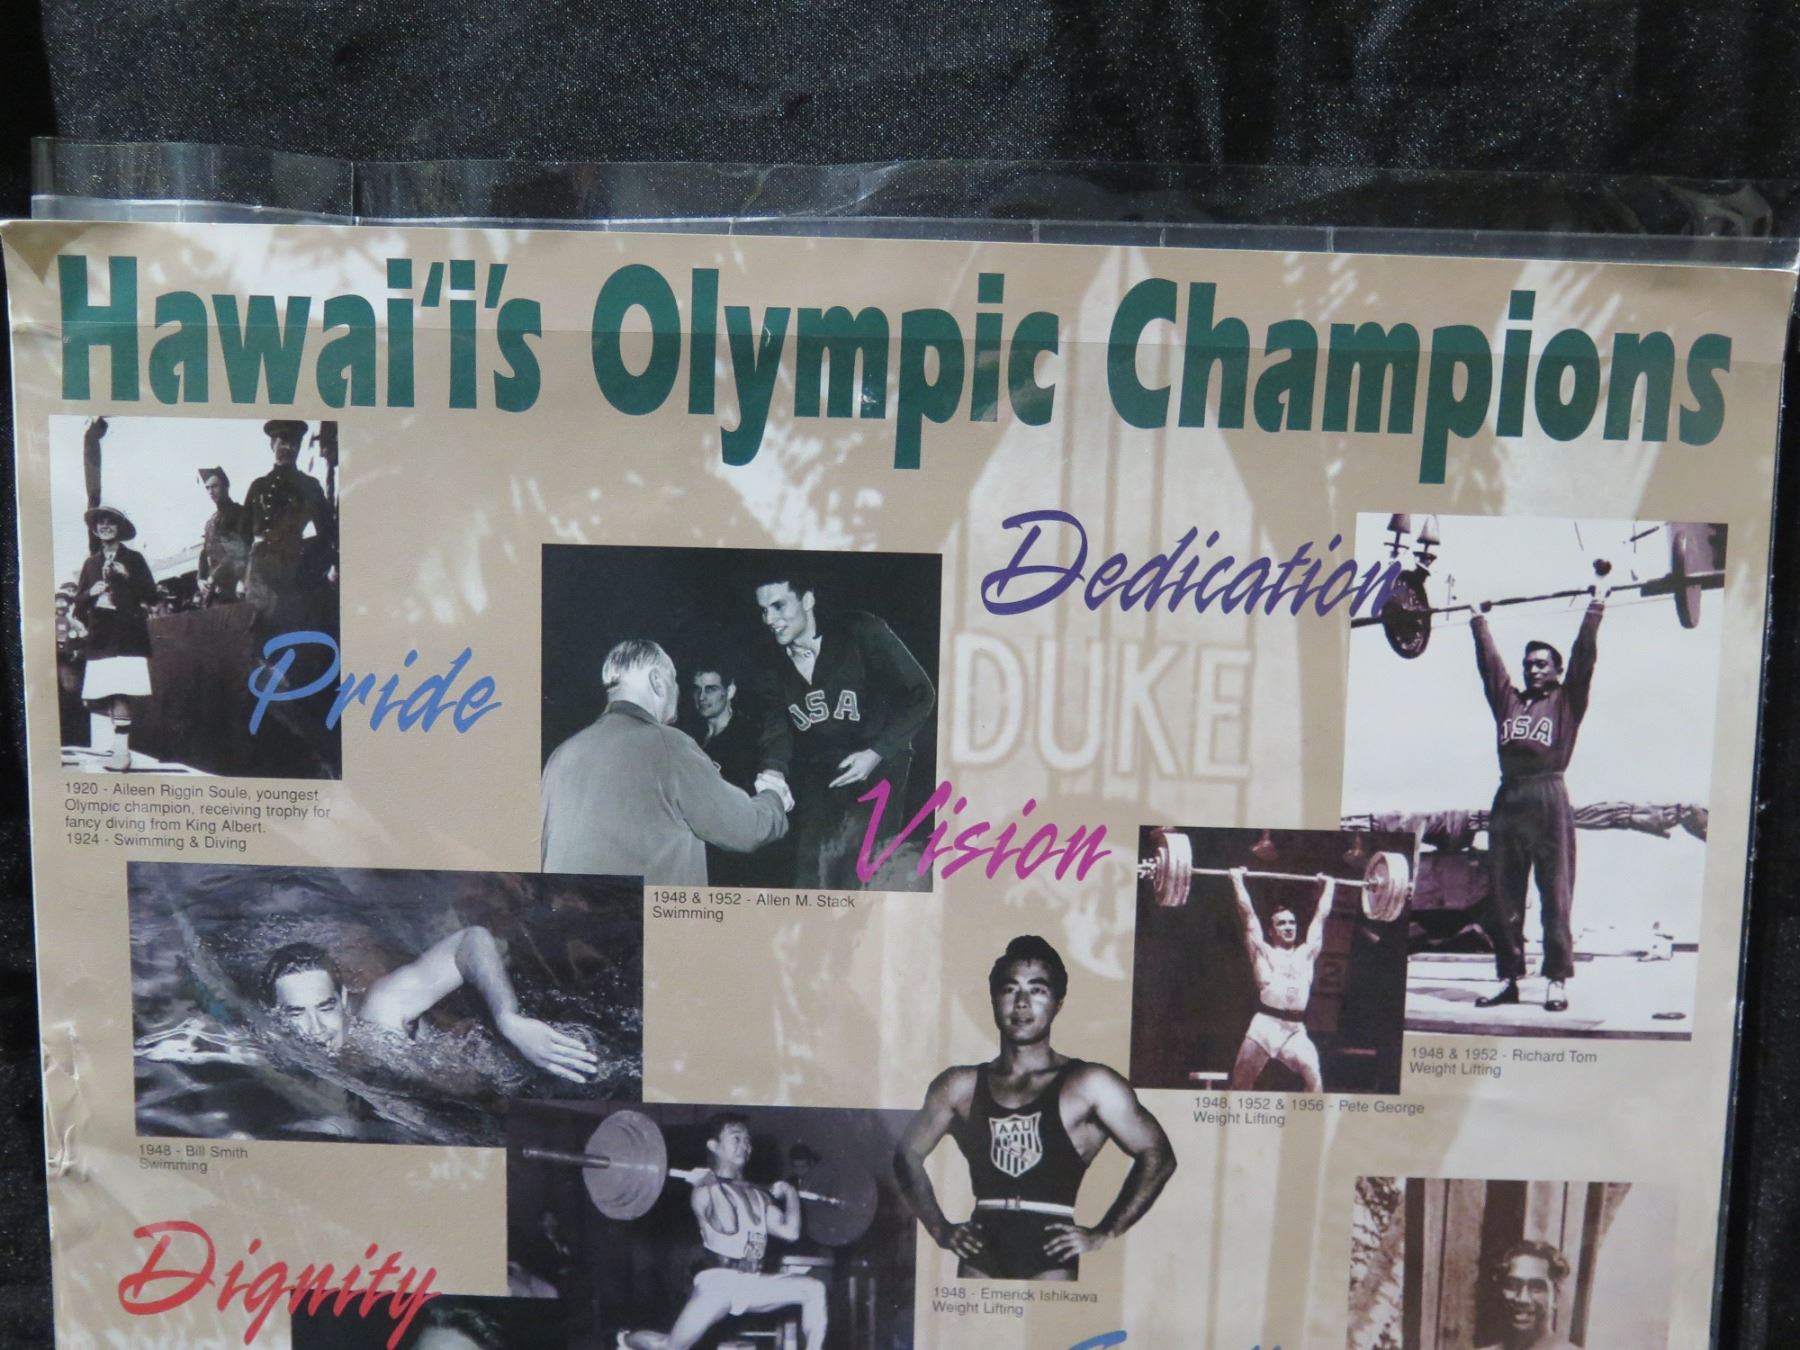 Hawai‘i’s Olympic Champions
Dedication
Pride
DUKE
USA
USA
Vision
1920 - Aileen Riggin Soule, youngest
Olympic champion, receiving trophy for
fancy diving from King Albert.
1924 - Swimming & Diving
1948 & 1952 - Allen M. Stack
Swimming
1948 & 1952 - Richard Tom
Weight Lifting
1948, 1952 & 1956 - Pete George
Weight Lifting
AAU
1948 - Bill Smith
Swimming
Dignity
1948 - Emerick Ishikawa
Weight Lifting